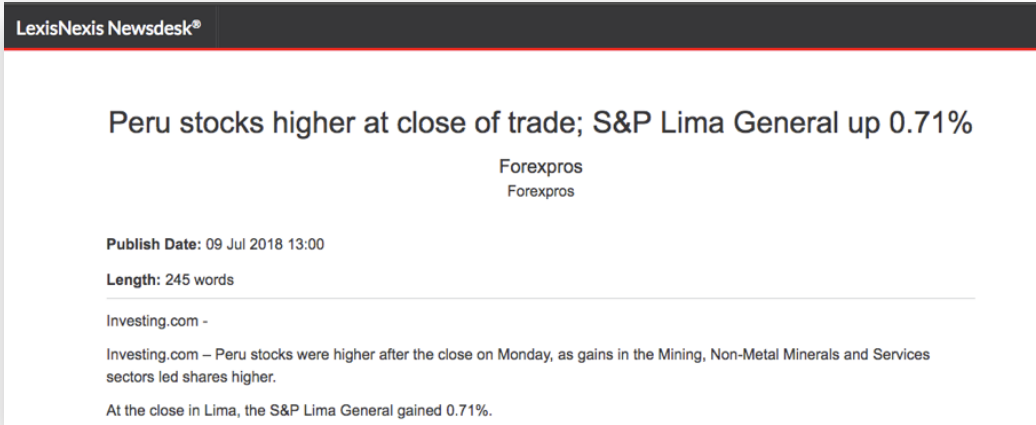 LexisNexis Newsdesk®
Peru stocks higher at close of trade; S&P Lima General up 0.71%
Forexpros
Forexpros
Publish Date: 09 Jul 2018 13:00
Length: 245 words
Investing.com -
Investing.com – Peru stocks were higher after the close on Monday, as gains in the Mining, Non-Metal Minerals and Services
sectors led shares higher.
At the close in Lima, the S&P Lima General gained 0.71%.